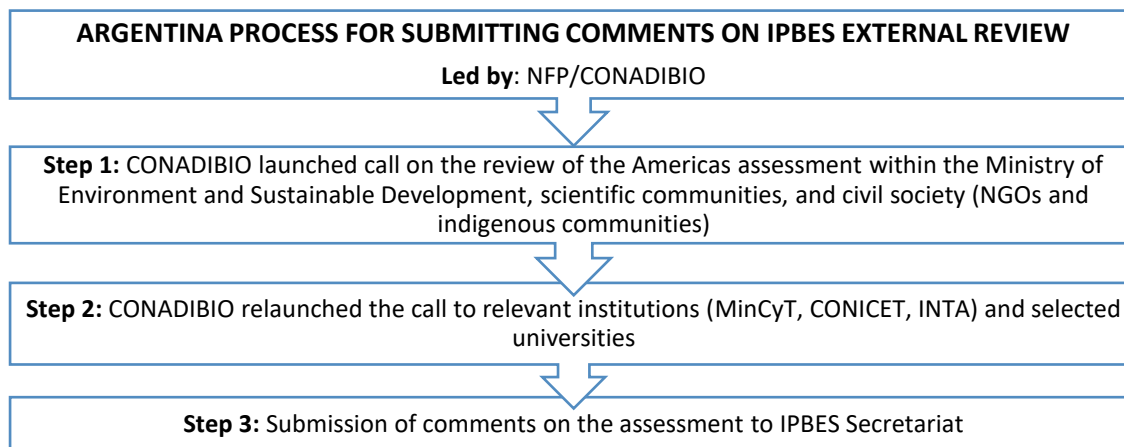 ARGENTINA PROCESS FOR SUBMITTING COMMENTS ON IPBES EXTERNAL REVIEW
Led by: NFP/CONADIBIO
Step 1: CONADIBIO launched call on the review of the Americas assessment within the Ministry of
Environment and Sustainable Development, scientific communities, and civil society (NGOs and
indigenous communities)
Step 2: CONADIBIO relaunched the call to relevant institutions (MinCyT, CONICET, INTA) and selected
universities
Step 3: Submission of comments on the assessment to IPBES Secretariat